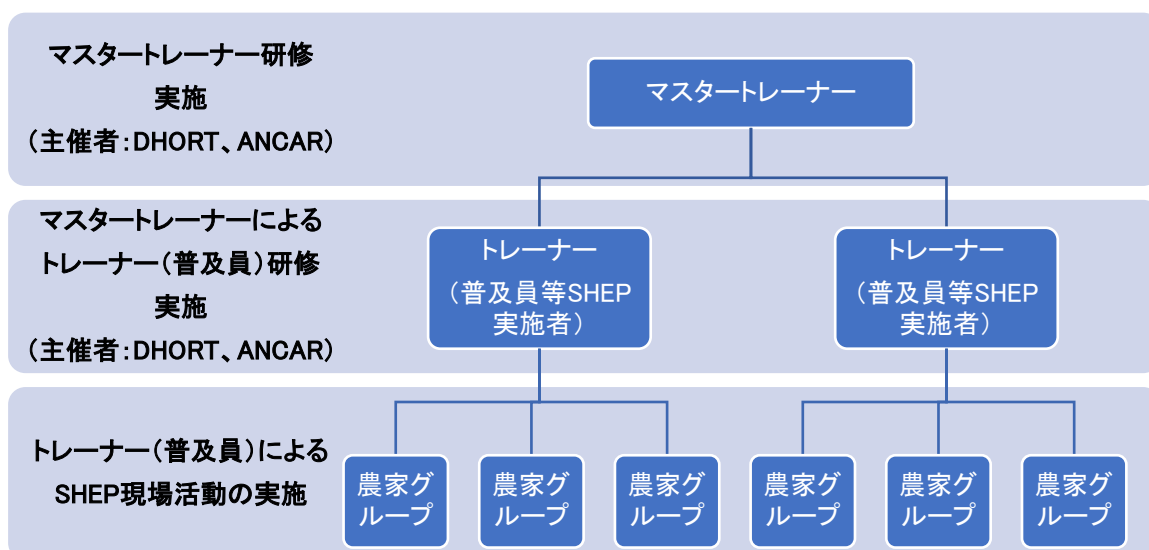 マスタートレーナー研修
実施
（主催者：DHORT、ANCAR）
マスタートレーナー
マスタートレーナーによる
トレーナー（普及員）研修
実施
（主催者：DHORT、ANCAR）
トレーナー
（普及員等SHEP
実施者）
トレーナー
（普及員等SHEP
実施者）
トレーナー（普及員）による
SHEP現場活動の実施
農家グ
ループ
農家グ
ループ
農家グ
ループ
農家グ
ループ
農家グ
ループ
農家グ
ループ